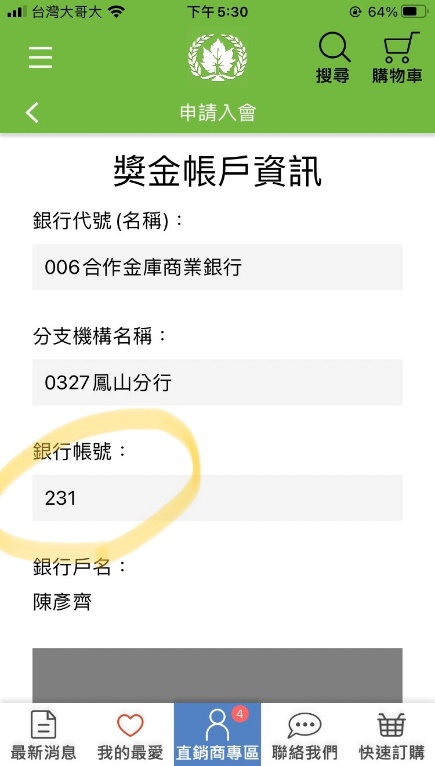 台灣大哥大 下午5:30 64%
搜尋 購物車
申請入會
獎金帳戶資訊
銀行代號(名稱)：
006合作金庫商業銀行
分支機構名稱：
0327鳳山分行
銀行帳號：
231
銀行戶名：
陳彥齊
4
最新消息 我的最愛 直銷商專區 聯絡我們 快速訂購